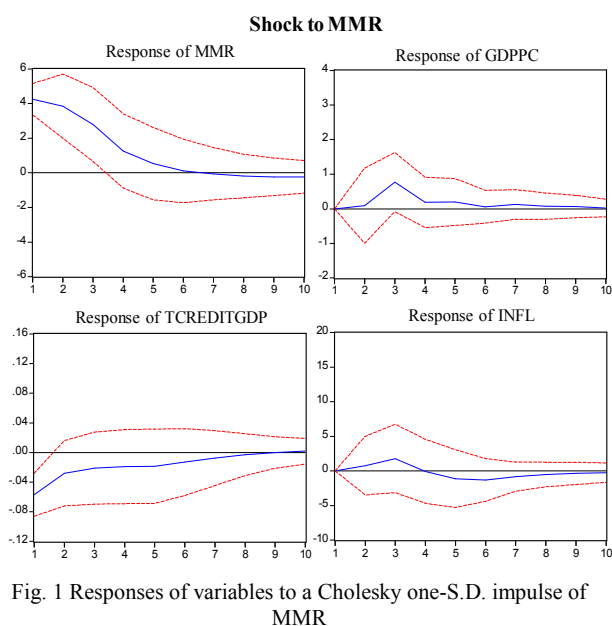 Shock to MMR
Response of MMR
6
4
2
0
-2
-4
-6
1 2 3 4 5 6 7 8 9 10
Response of GDPPC
4
3
2
1
0
-1
-2
1 2 3 4 5 6 7 8 9 10
Response of TCREDITGDP
.16
.12
.08
.04
.00
-.04
-.08
-.12
1 2 3 4 5 6 7 8 9 10
Response of INFL
20
15
10
5
0
-5
-10
1 2 3 4 5 6 7 8 9 10
Fig. 1 Responses of variables to a Cholesky one-S.D. impulse of
MMR